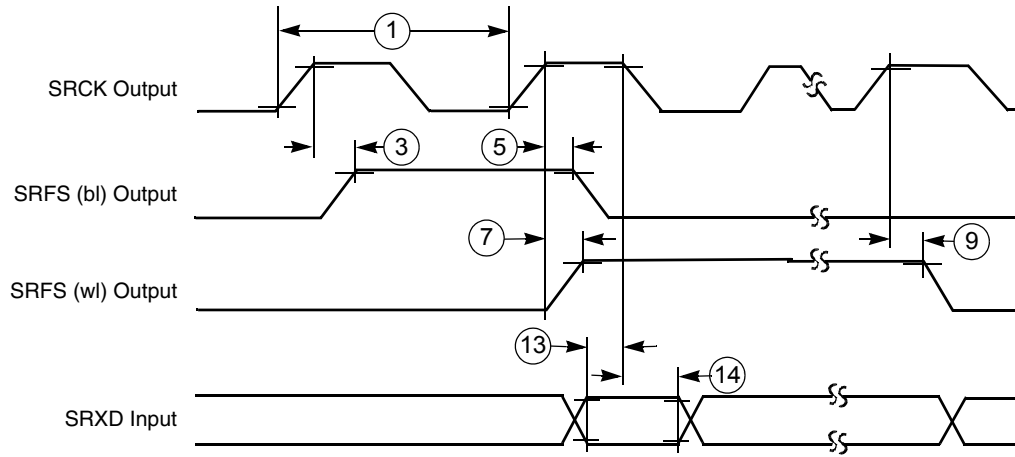 1
SRCK Output
3
5
SRFS (bl) Output
7
9
SRFS (wl) Output
13
14
SRXD Input